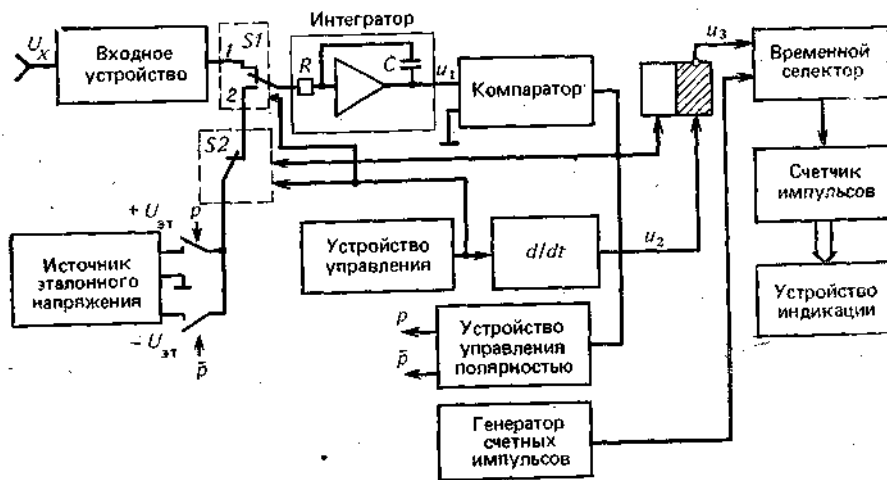 Интегратор
U_x
Входное
устройство
1
S1
2
R
C
u_1
Компаратор
u_3
Временной
селектор
S2
Счетчик
импульсов
+ U_эт
p
Источник
эталонного
напряжения
– U_эт
p̄
Устройство
управления
d/dt
u_2
Устройство
индикации
p
p̄
Устройство
управления
полярностью
Генератор
счетных
импульсов